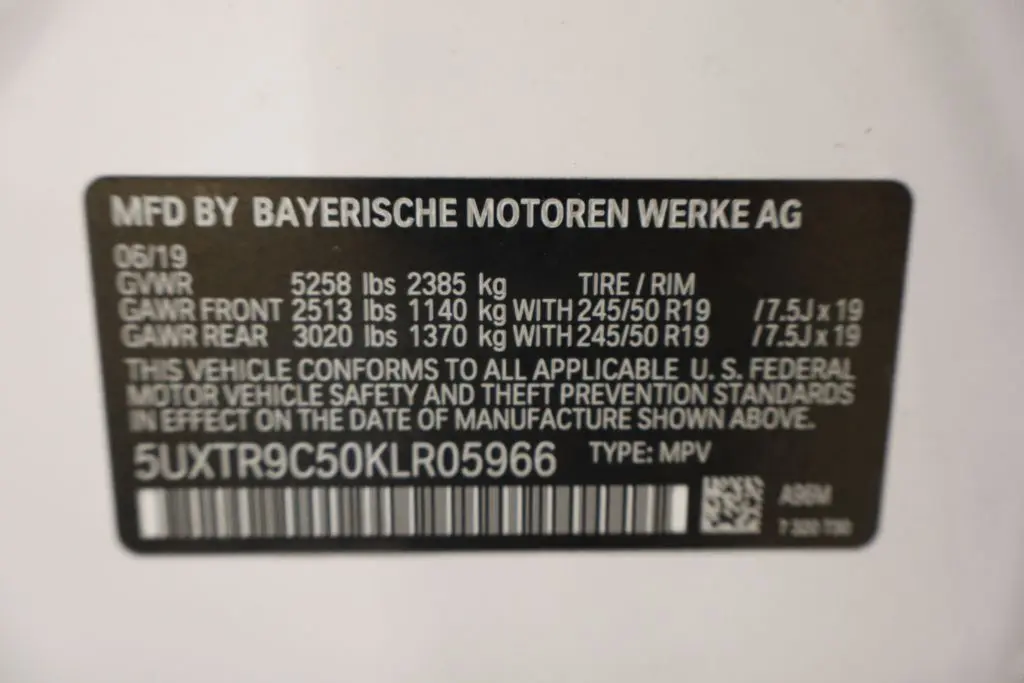 MFD BY BAYERISCHE MOTOREN WERKE AG
06/19
GVWR 5258 lbs 2385 kg TIRE / RIM
GAWR FRONT 2513 lbs 1140 kg WITH 245/50 R19 /7.5J x 19
GAWR REAR 3020 lbs 1370 kg WITH 245/50 R19 /7.5J x 19
THIS VEHICLE CONFORMS TO ALL APPLICABLE U. S. FEDERAL
MOTOR VEHICLE SAFETY AND THEFT PREVENTION STANDARDS
IN EFFECT ON THE DATE OF MANUFACTURE SHOWN ABOVE.
5UXTR9C50KLR05966 TYPE: MPV
A96M